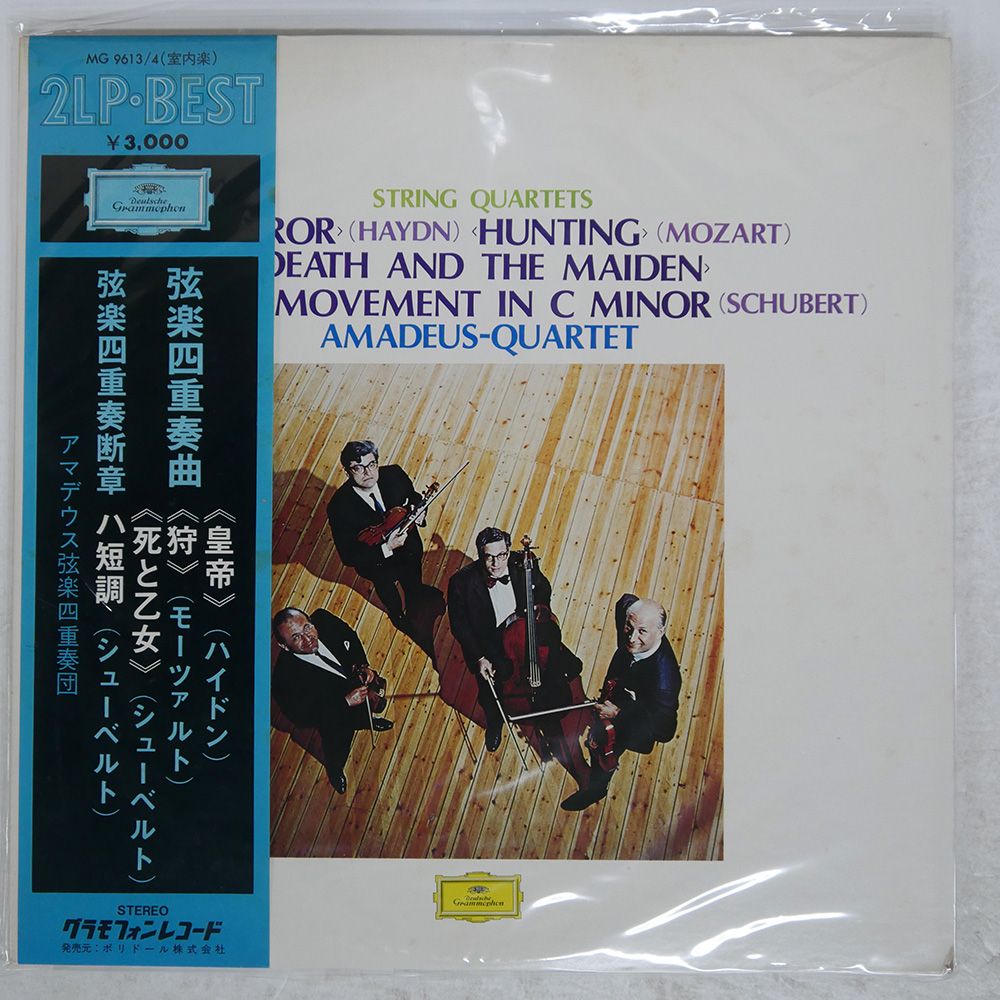 MG 9613/4(室内楽)
2LP・BEST
￥3,000
Deutsche
Grammophon
弦楽四重奏曲
《皇帝》(ハイドン)
《狩》(モーツァルト)
《死と乙女》(シューベルト)
弦楽四重奏断章 ハ短調(シューベルト)
アマデウス弦楽四重奏団
STEREO
グラモフォンレコード
発売元:ポリドール株式会社
STRING QUARTETS
ROR› (HAYDN) ‹HUNTING› (MOZART)
DEATH AND THE MAIDEN›
MOVEMENT IN C MINOR (SCHUBERT)
AMADEUS-QUARTET
Deutsche
Grammophon